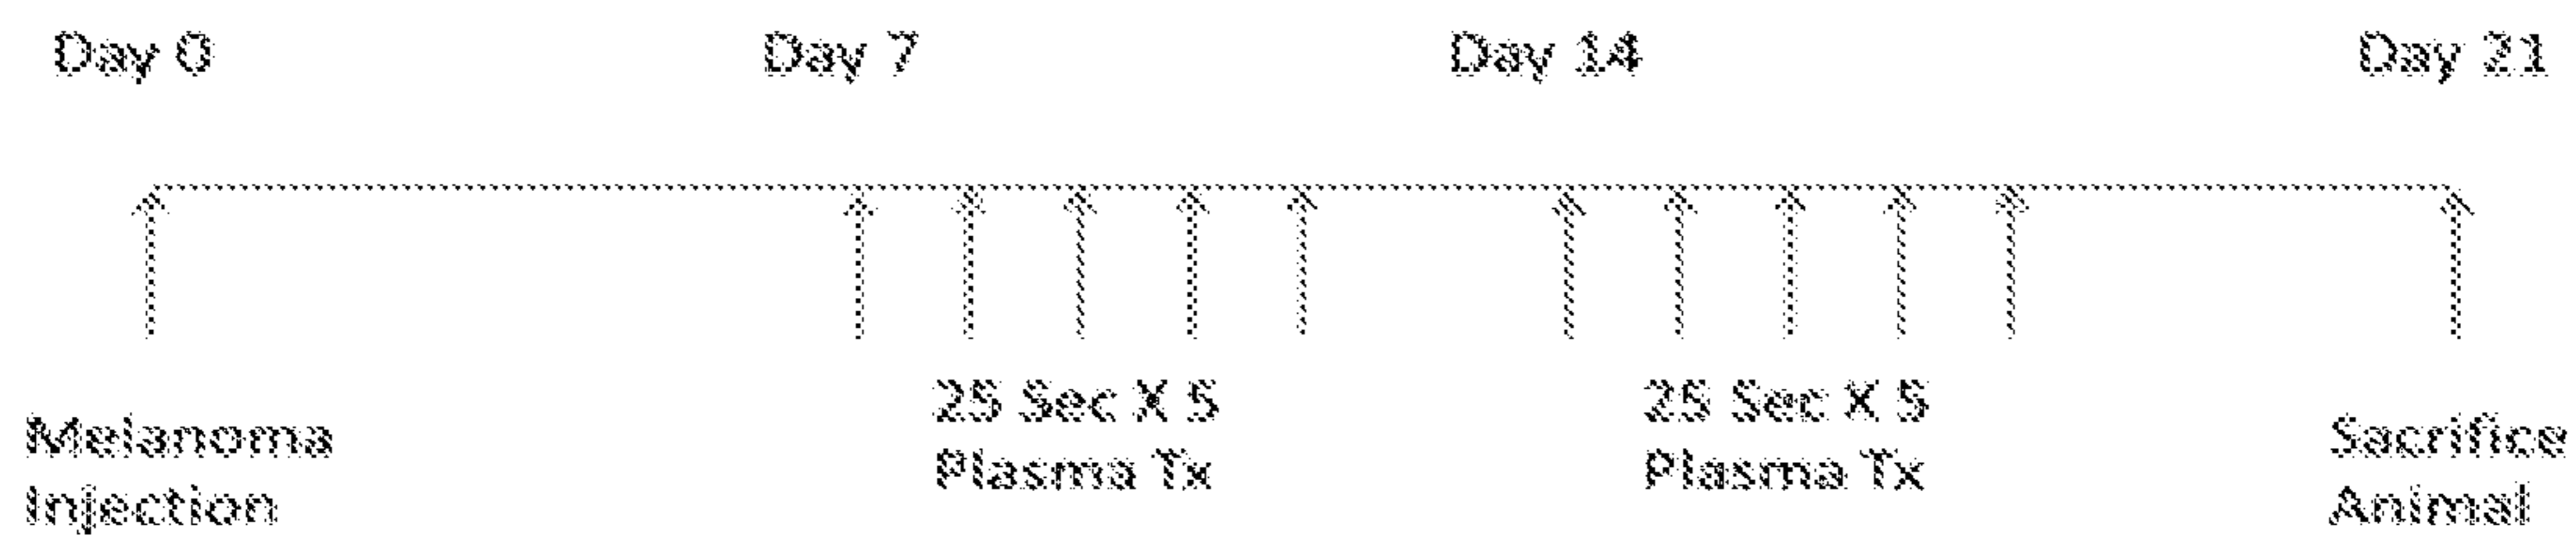 Day 0
Day 7
Day 14
Day 21
Melanoma
Injection
25 Sec X 5
Plasma Tx
25 Sec X 5
Plasma Tx
Sacrifice
Animal